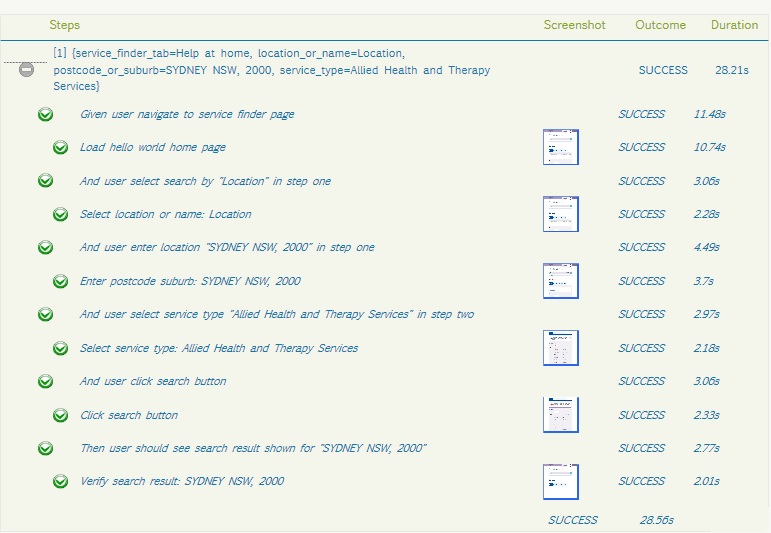 Steps Screenshot Outcome Duration
[1] {service_finder_tab=Help at home, location_or_name=Location,
postcode_or_suburb=SYDNEY NSW, 2000, service_type=Allied Health and Therapy SUCCESS 28.21s
Services}
Given user navigate to service finder page SUCCESS 11.48s
Load hello world home page SUCCESS 10.74s
And user select search by "Location" in step one SUCCESS 3.06s
Select location or name: Location SUCCESS 2.28s
And user enter location "SYDNEY NSW, 2000" in step one SUCCESS 4.49s
Enter postcode suburb: SYDNEY NSW, 2000 SUCCESS 3.7s
And user select service type "Allied Health and Therapy Services" in step two SUCCESS 2.97s
Select service type: Allied Health and Therapy Services SUCCESS 2.18s
And user click search button SUCCESS 3.06s
Click search button SUCCESS 2.33s
Then user should see search result shown for "SYDNEY NSW, 2000" SUCCESS 2.77s
Verify search result: SYDNEY NSW, 2000 SUCCESS 2.01s
SUCCESS 28.56s